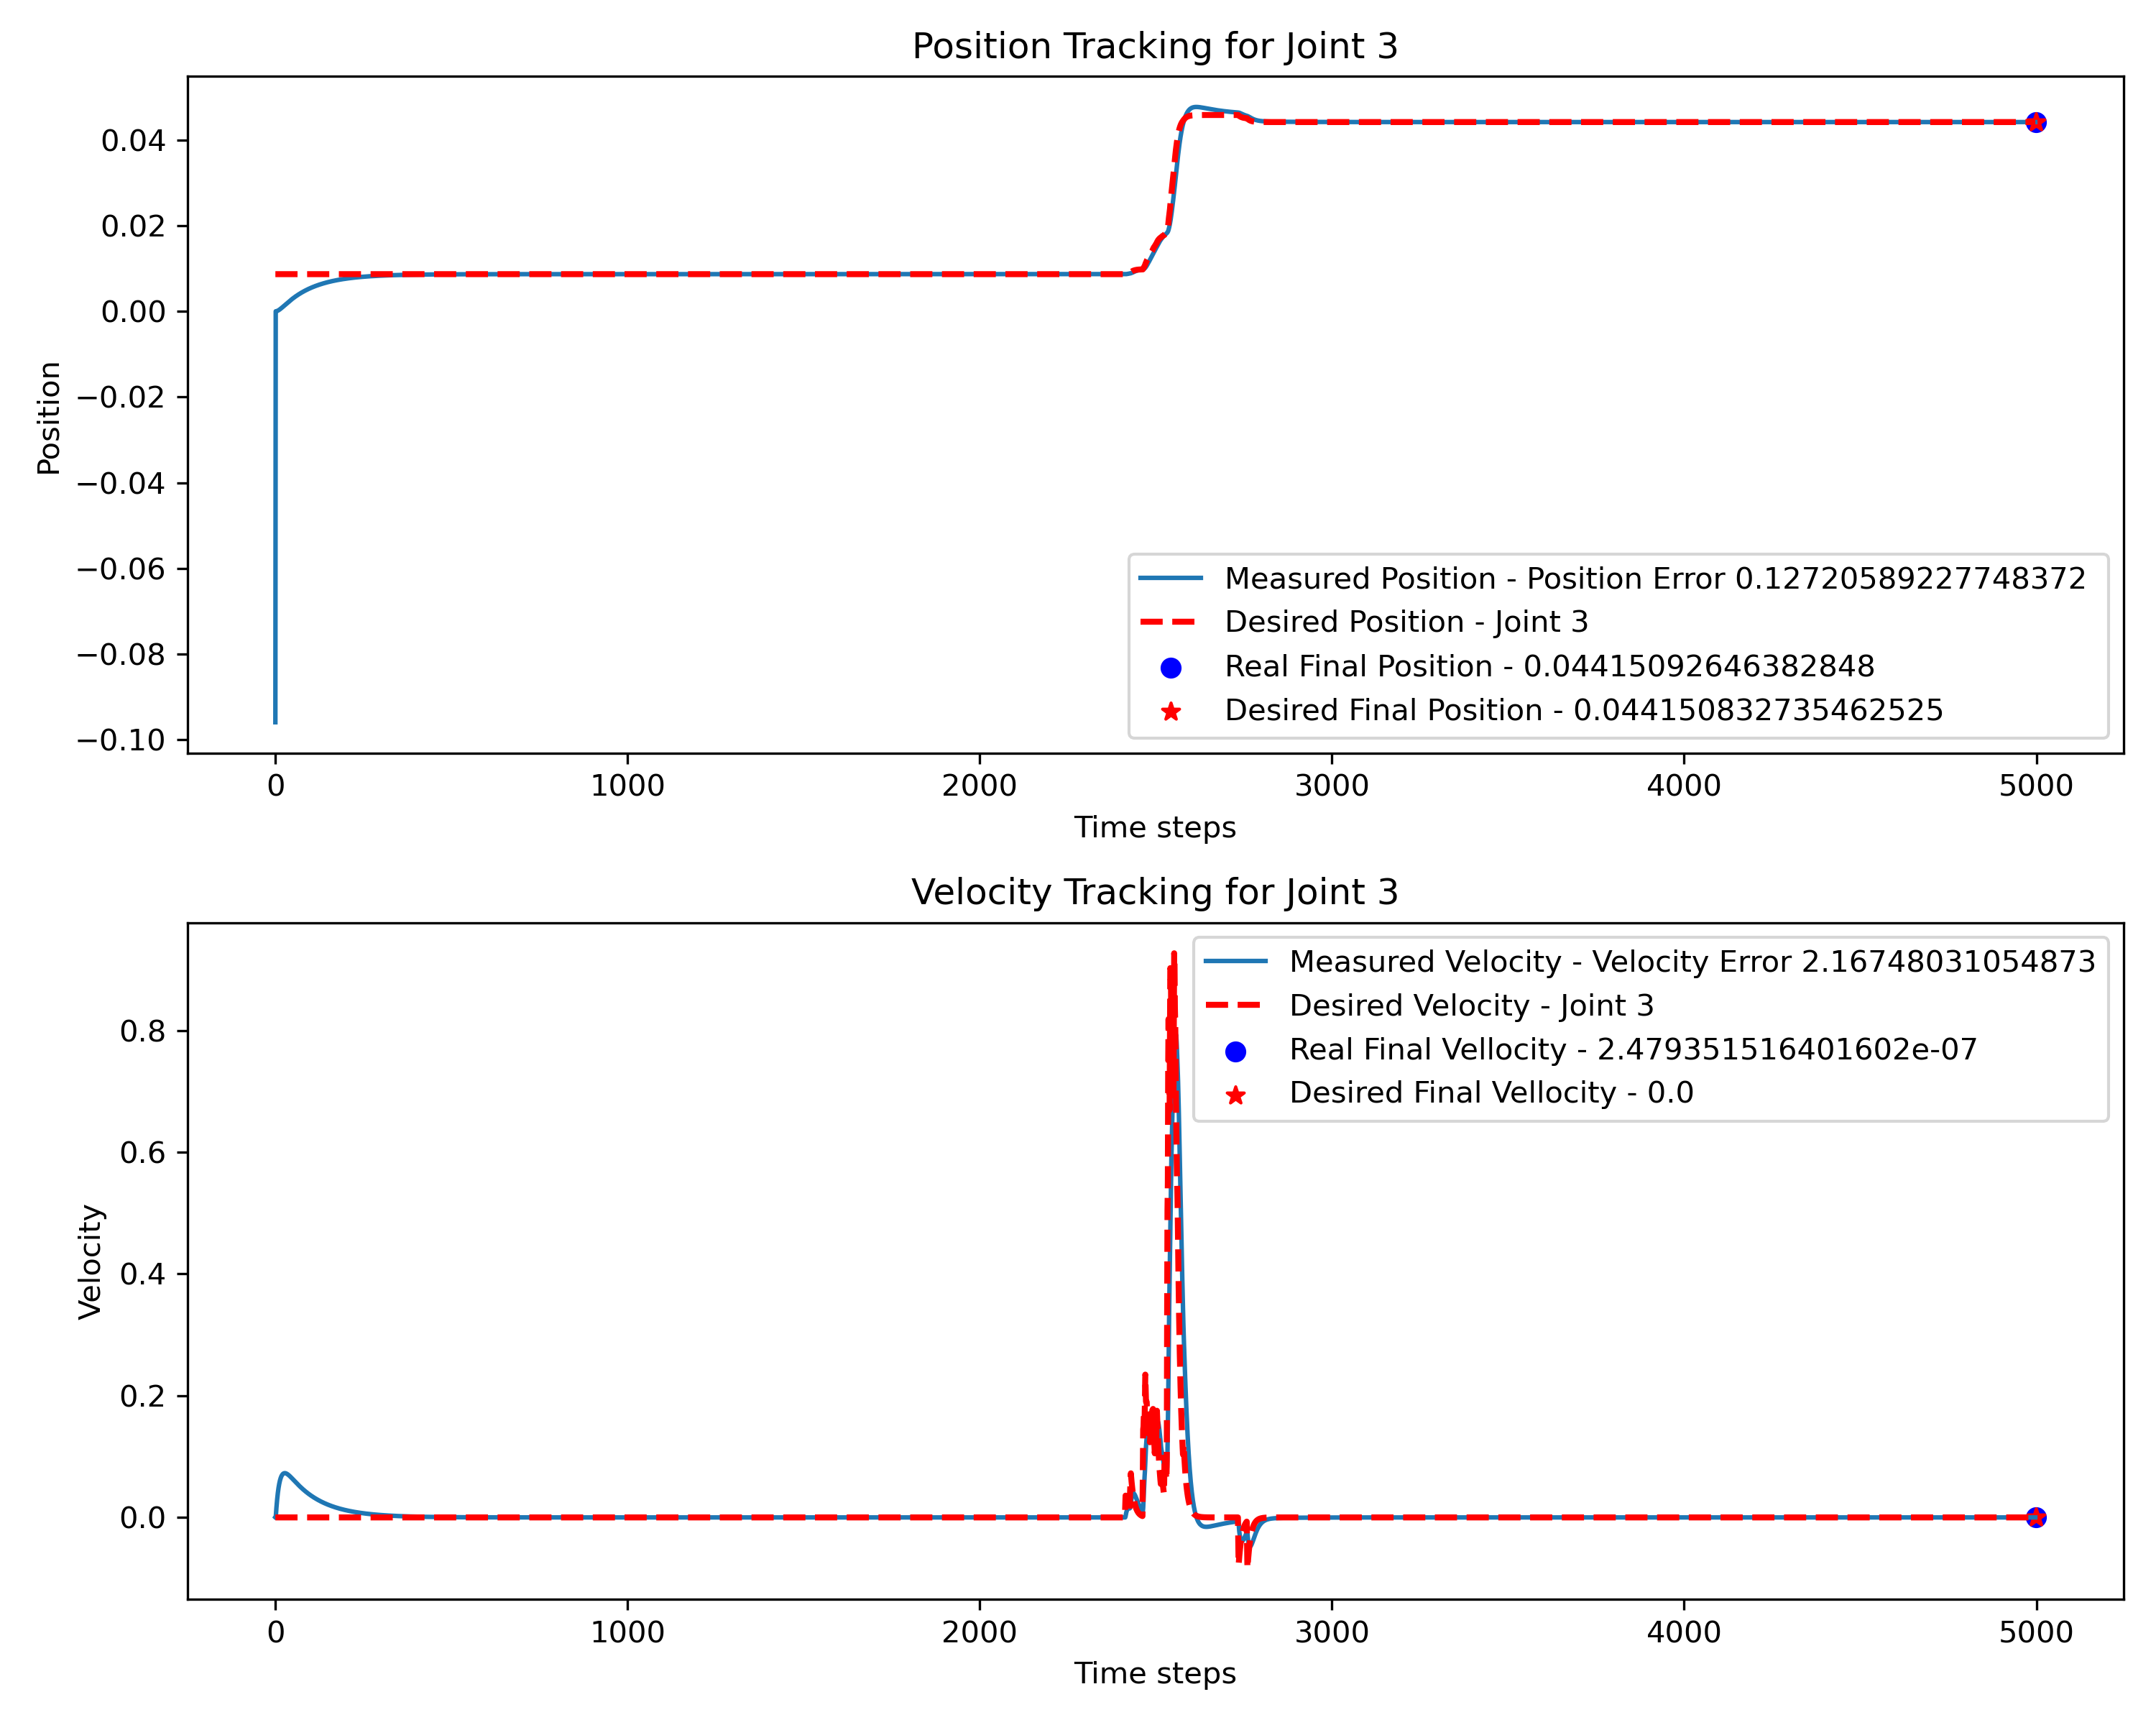 Position Tracking for Joint 3
0.04
0.02
0.00
−0.02
−0.04
−0.06
−0.08
−0.10
Position
Measured Position - Position Error 0.12720589227748372
Desired Position - Joint 3
Real Final Position - 0.04415092646382848
Desired Final Position - 0.044150832735462525
0 1000 2000 3000 4000 5000
Time steps
Velocity Tracking for Joint 3
Measured Velocity - Velocity Error 2.16748031054873
Desired Velocity - Joint 3
Real Final Vellocity - 2.479351516401602e-07
Desired Final Vellocity - 0.0
0.8
0.6
0.4
0.2
0.0
Velocity
0 1000 2000 3000 4000 5000
Time steps